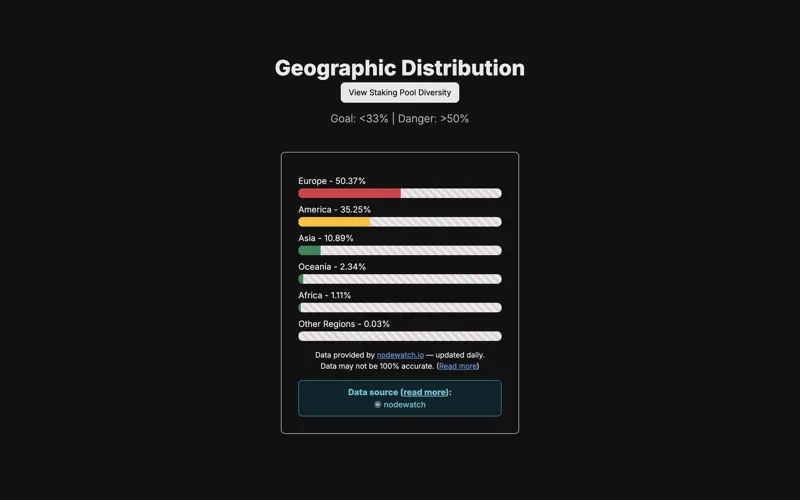 Geographic Distribution
View Staking Pool Diversity
Goal: <33% | Danger: >50%
Europe - 50.37%
America - 35.25%
Asia - 10.89%
Oceania - 2.34%
Africa - 1.11%
Other Regions - 0.03%
Data provided by nodewatch.io — updated daily.
Data may not be 100% accurate. (Read more)
Data source (read more):
nodewatch